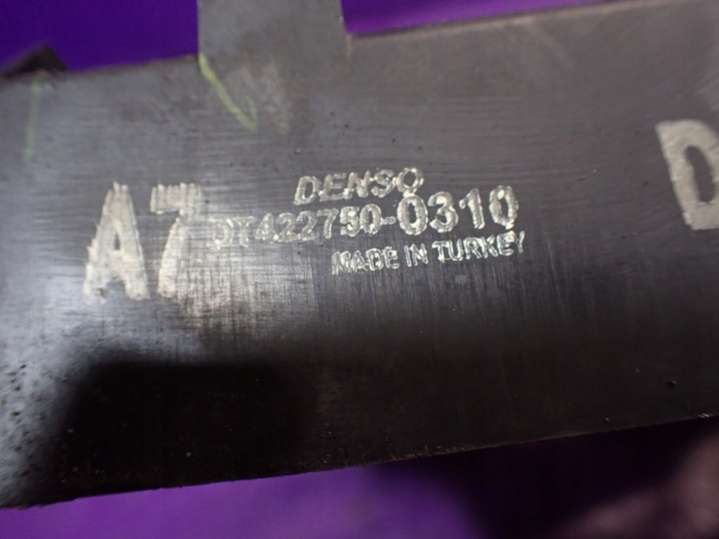 DENSO
A7 DT422750-0310
MADE IN TURKEY
D